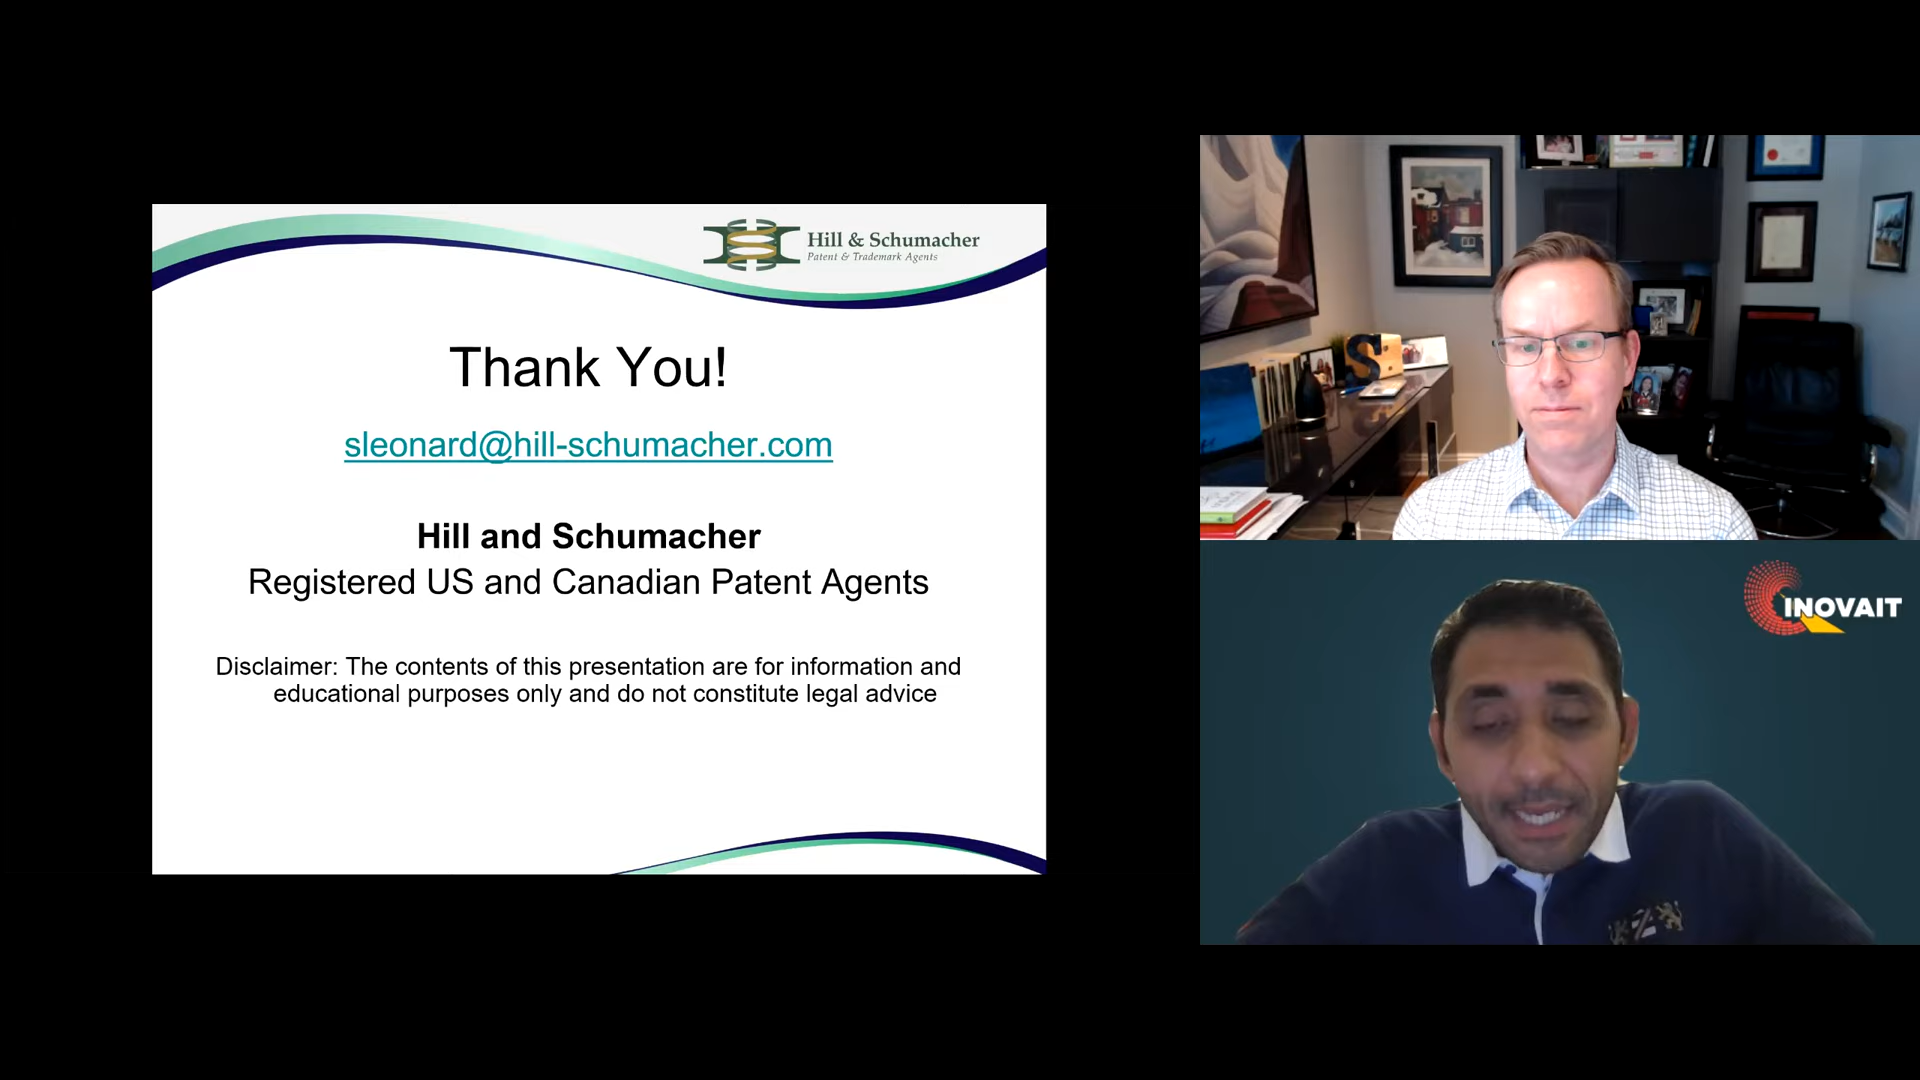 Hill & Schumacher
Patent & Trademark Agents
Thank You!
sleonard@hill-schumacher.com
Hill and Schumacher
Registered US and Canadian Patent Agents
Disclaimer: The contents of this presentation are for information and
educational purposes only and do not constitute legal advice
S
INOVAIT